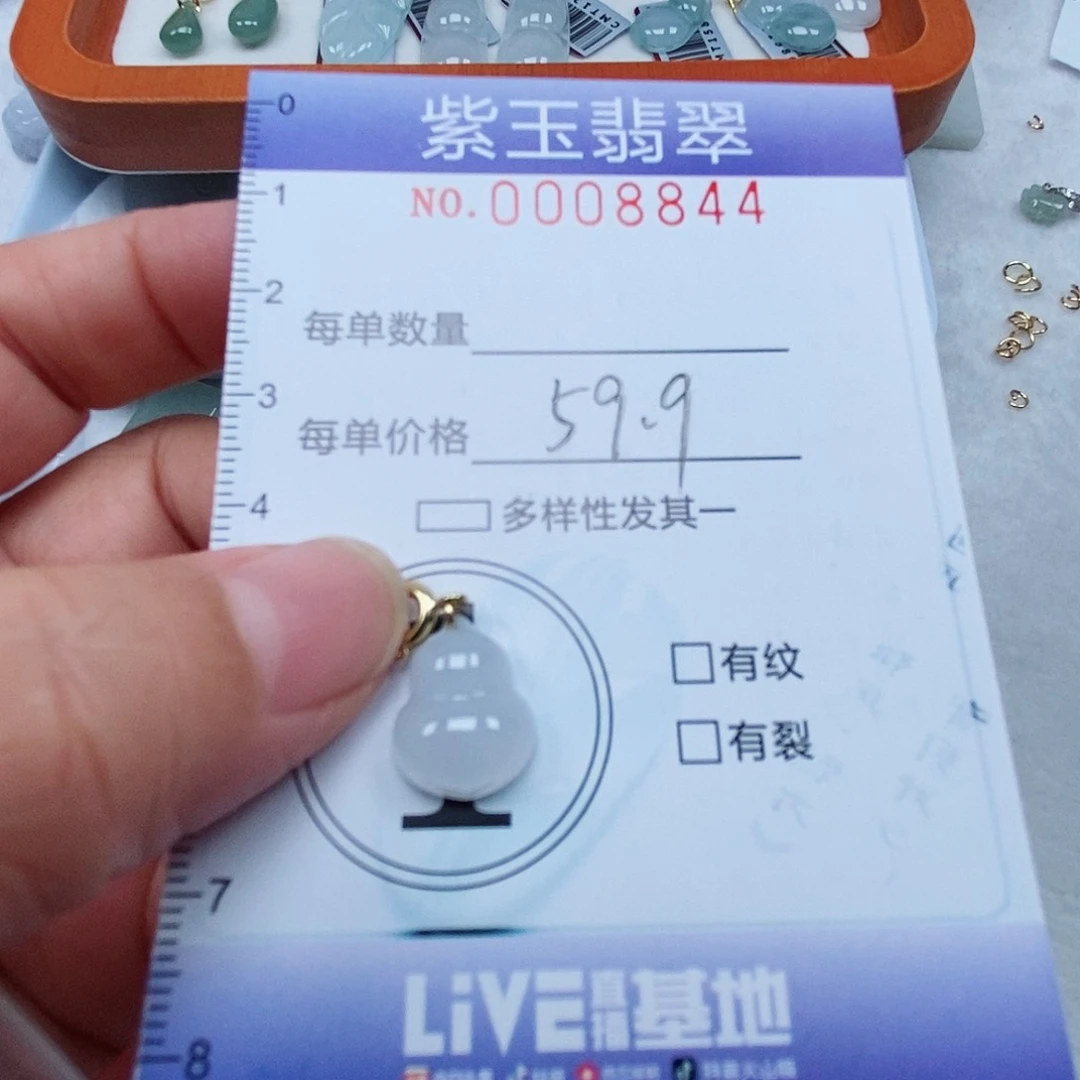 紫玉翡翠
NO.0008844
每单数量
每单价格 59.9
多样性发其一
有纹
有裂
LiVE直播基地
0
1
2
3
4
7
8